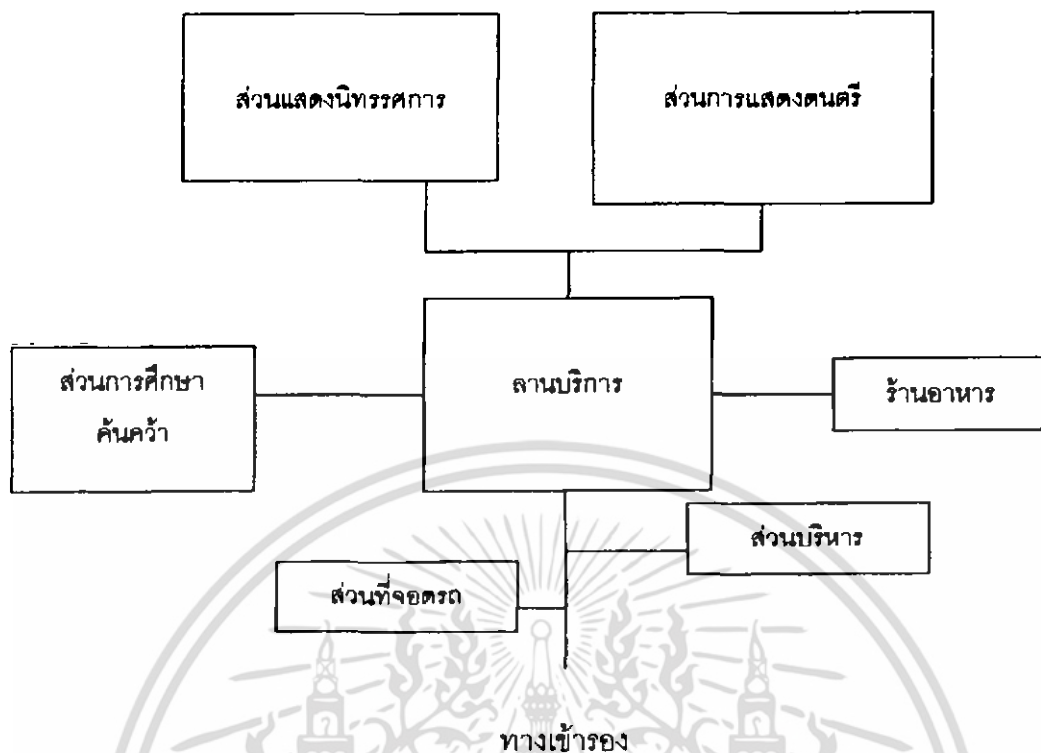 ส่วนแสดงนิทรรศการ
ส่วนการแสดงดนตรี
ส่วนการศึกษา
ค้นคว้า
ลานบริการ
ร้านอาหาร
ส่วนบริหาร
ส่วนที่จอดรถ
ทางเข้ารอง